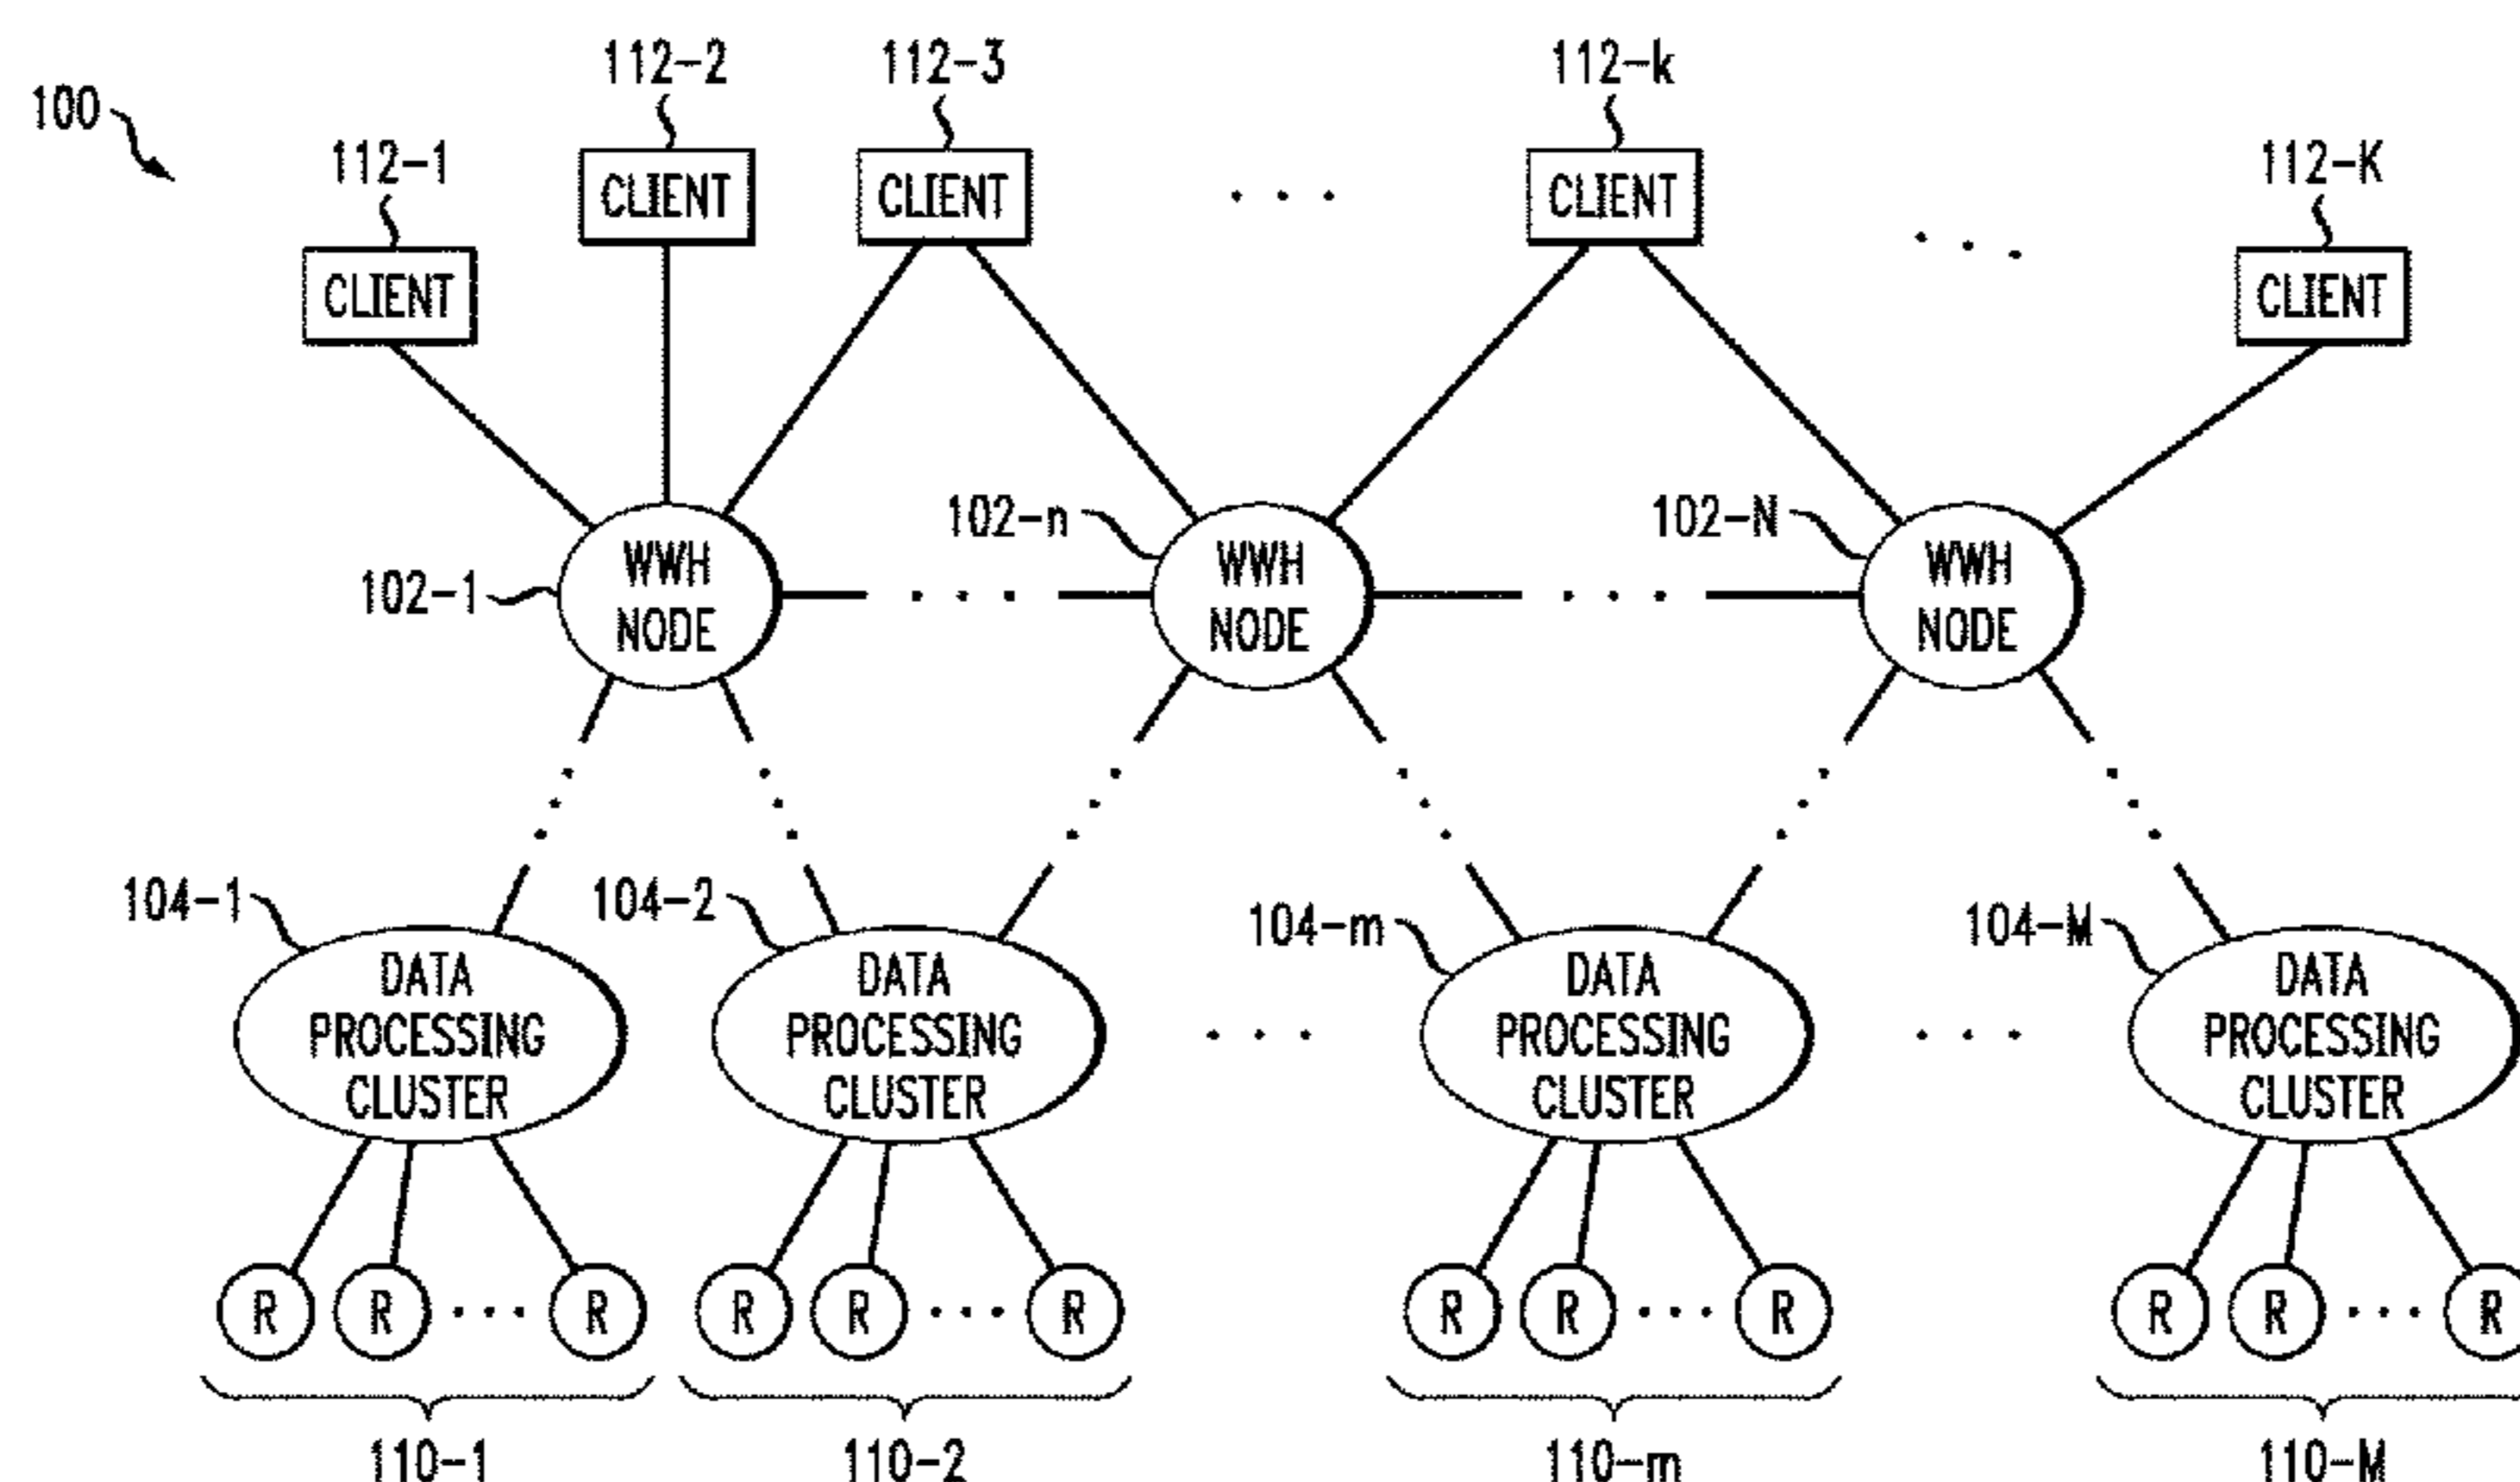 112-2 112-3 112-k
100
112-1 112-K
CLIENT CLIENT CLIENT
CLIENT CLIENT
102-n 102-N
102-1
WWH WWH WWH
NODE NODE NODE
104-1 104-2 104-m 104-M
DATA DATA DATA DATA
PROCESSING PROCESSING PROCESSING PROCESSING
CLUSTER CLUSTER CLUSTER CLUSTER
R R ... R R R ... R R R ... R R R ... R
110-1 110-2 110-m 110-M